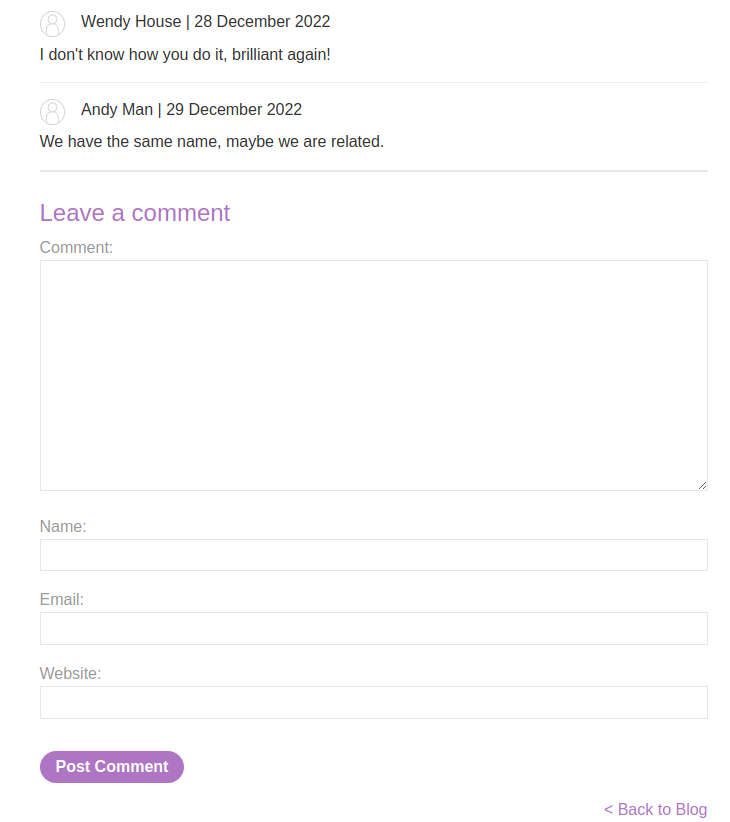 Wendy House | 28 December 2022
I don't know how you do it, brilliant again!
Andy Man | 29 December 2022
We have the same name, maybe we are related.
Leave a comment
Comment:
Name:
Email:
Website:
Post Comment
< Back to Blog